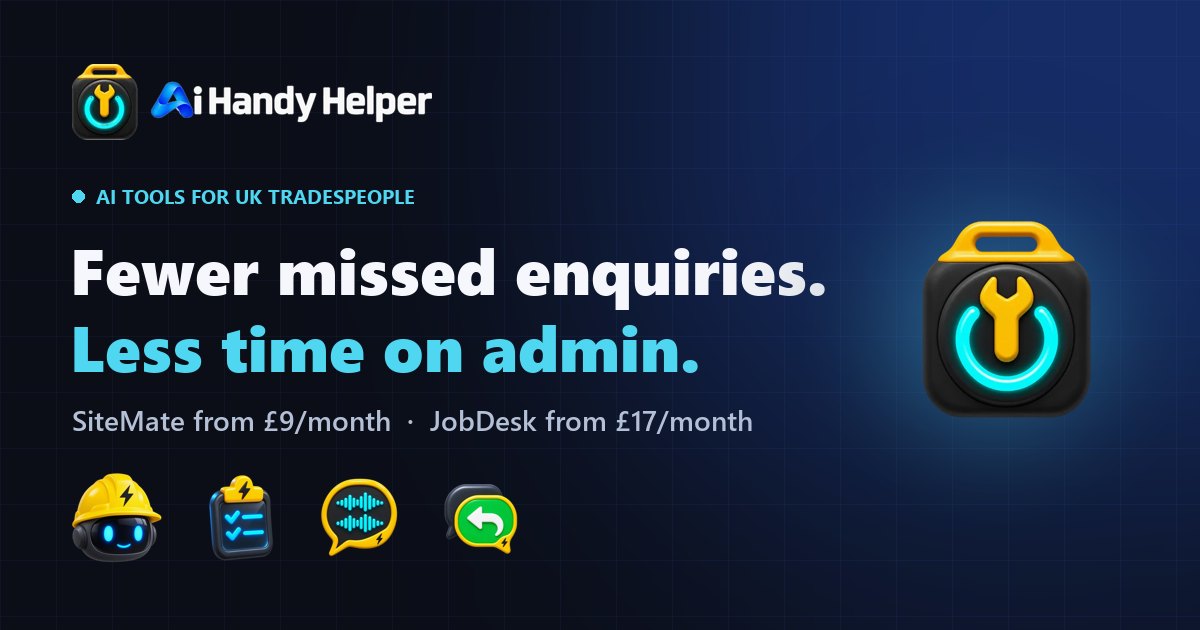 Ai Handy Helper
AI TOOLS FOR UK TRADESPEOPLE
Fewer missed enquiries.
Less time on admin.
SiteMate from £9/month · JobDesk from £17/month